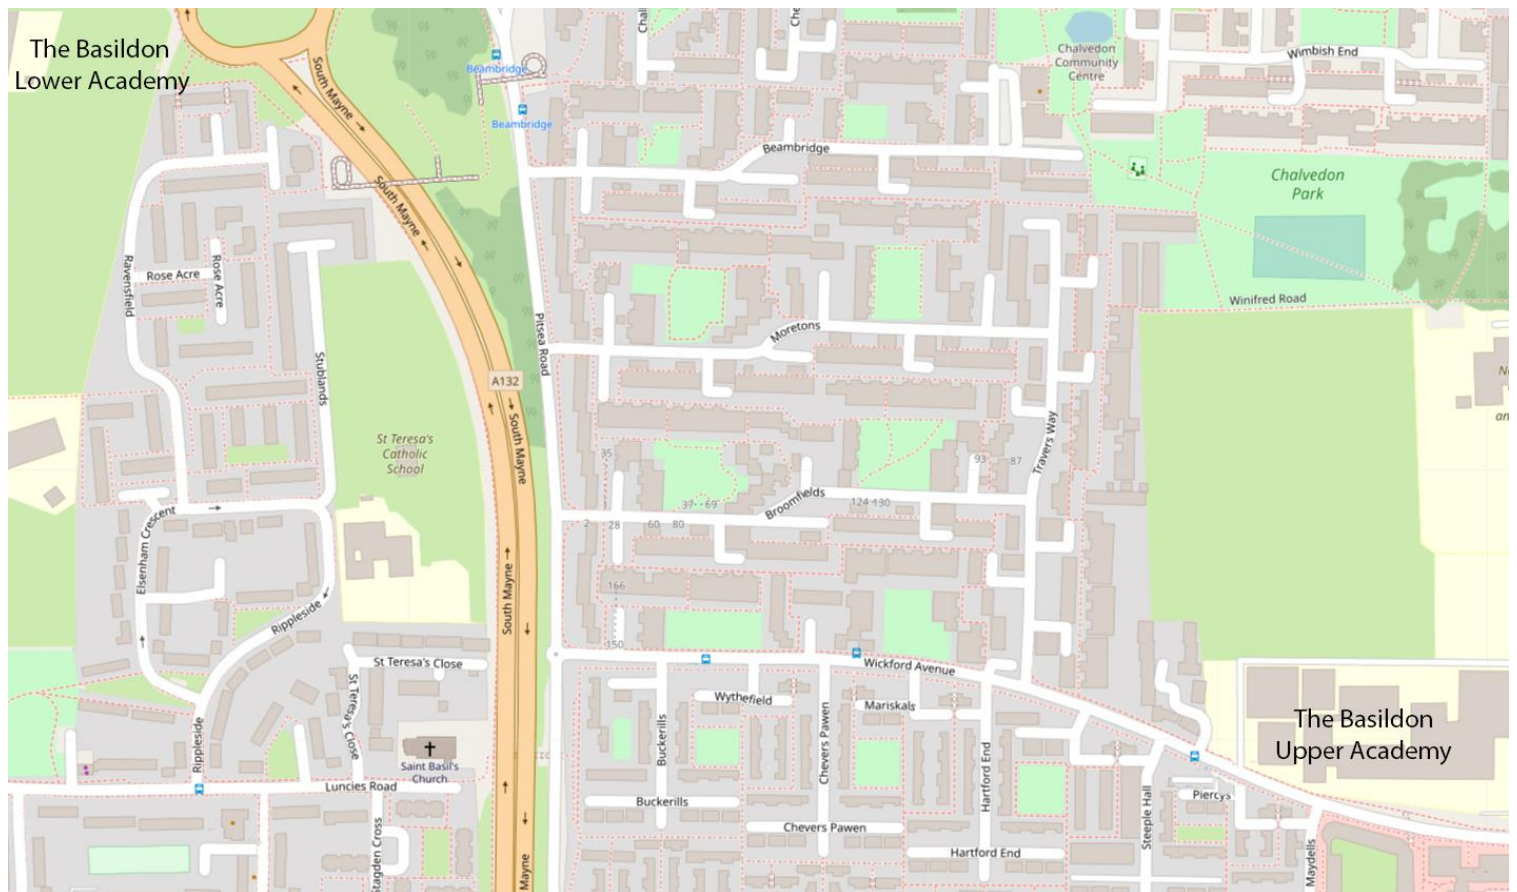 The Basildon
Lower Academy
South Mayne
Beambridge
Beambridge
Chalvedon
Community
Centre
Wimbish End
Beambridge
Chalvedon
Park
South Mayne
Ravensfield
Rose Acre
Rose Acre
Winifred Road
Pitsea Road
Moretons
Stublands
A132
South Mayne
St Teresa's
Catholic
School
Travers Way
35
93
87
37 - 69
Broomfields
124-130
2
28
60
80
Elsenham Crescent
South Mayne
166
150
Rippleside
St Teresa's Close
Wickford Avenue
Wythefield
Mariskals
The Basildon
Upper Academy
St Teresa's Close
Rippleside
Buckerills
Chevers Pawen
Hartford End
Saint Basil's
Church
Luncies Road
Buckerills
Piercys
Steeple Hall
Chevers Pawen
Hartford End
Stagden Cross
Mayne
Maydells